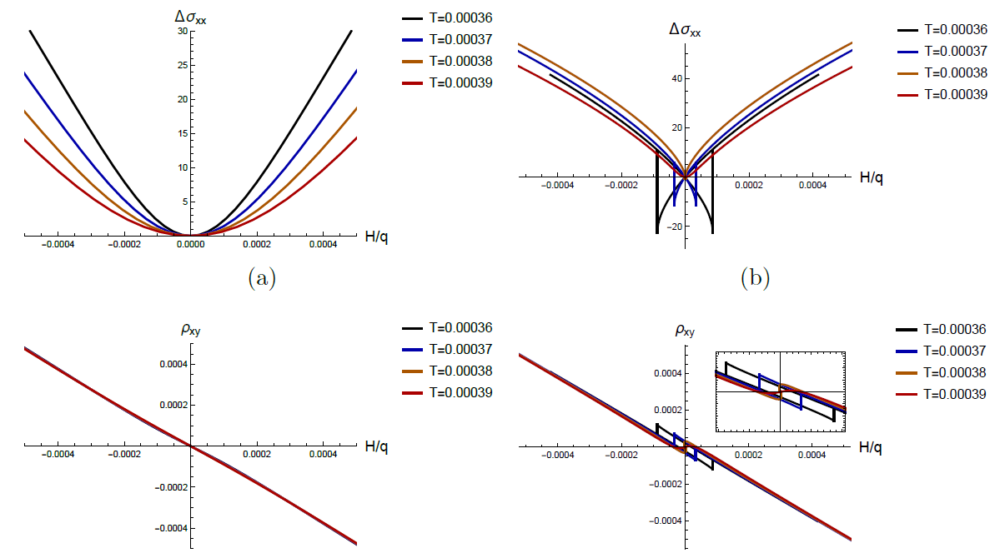 Δσxx
30
25
20
15
10
5
−0.0004
−0.0002
0.0000
0.0002
0.0004
H/q
T=0.00036
T=0.00037
T=0.00038
T=0.00039
(a)
Δσxx
40
20
−20
−0.0004
−0.0002
0.0002
0.0004
H/q
T=0.00036
T=0.00037
T=0.00038
T=0.00039
(b)
ρxy
0.0004
0.0002
−0.0002
−0.0004
−0.0004
−0.0002
0.0002
0.0004
H/q
T=0.00036
T=0.00037
T=0.00038
T=0.00039
ρxy
0.0004
0.0002
−0.0002
−0.0004
−0.0004
−0.0002
0.0002
0.0004
H/q
T=0.00036
T=0.00037
T=0.00038
T=0.00039